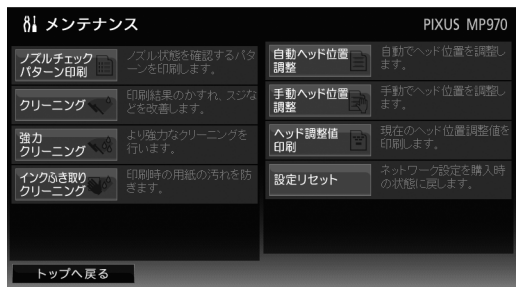 メンテナンス
PIXUS MP970
ノズルチェック
パターン印刷
ノズル状態を確認するパタ
ーンを印刷します。
クリーニング
印刷結果のかすれ、スジな
どを改善します。
強力
クリーニング
より強力なクリーニングを
行います。
インクふき取り
クリーニング
印刷時の用紙の汚れを防
ぎます。
自動ヘッド位置
調整
自動でヘッド位置を調整し
ます。
手動ヘッド位置
調整
手動でヘッド位置を調整し
ます。
ヘッド調整値
印刷
現在のヘッド位置調整値を
印刷します。
設定リセット
ネットワーク設定を購入時
の状態に戻します。
トップへ戻る